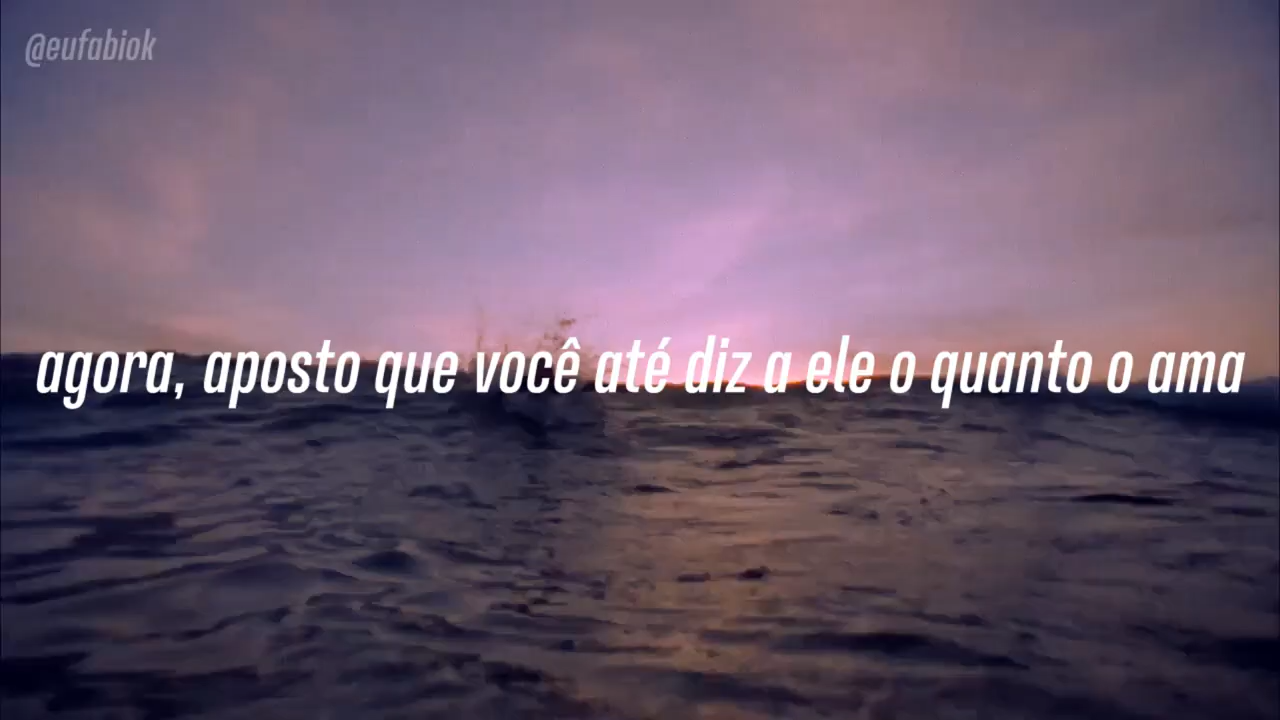 @eufabiok
agora, aposto que você até diz a ele o quanto o ama